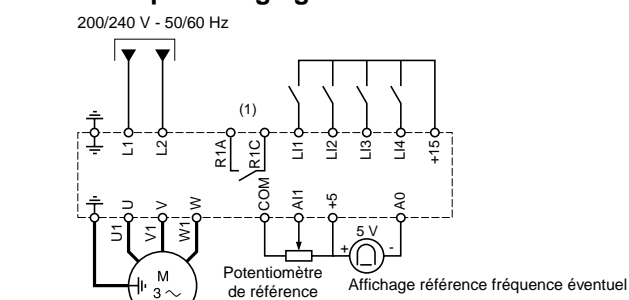 200/240 V - 50/60 Hz
(1)
L1
L2
R1A
R1C
LI1
LI2
LI3
LI4
+15
U
V
W
COM
AI1
+5
A0
U1
V1
W1
5 V
+
-
M
3 ~
Potentiomètre
de référence
Affichage référence fréquence éventuel